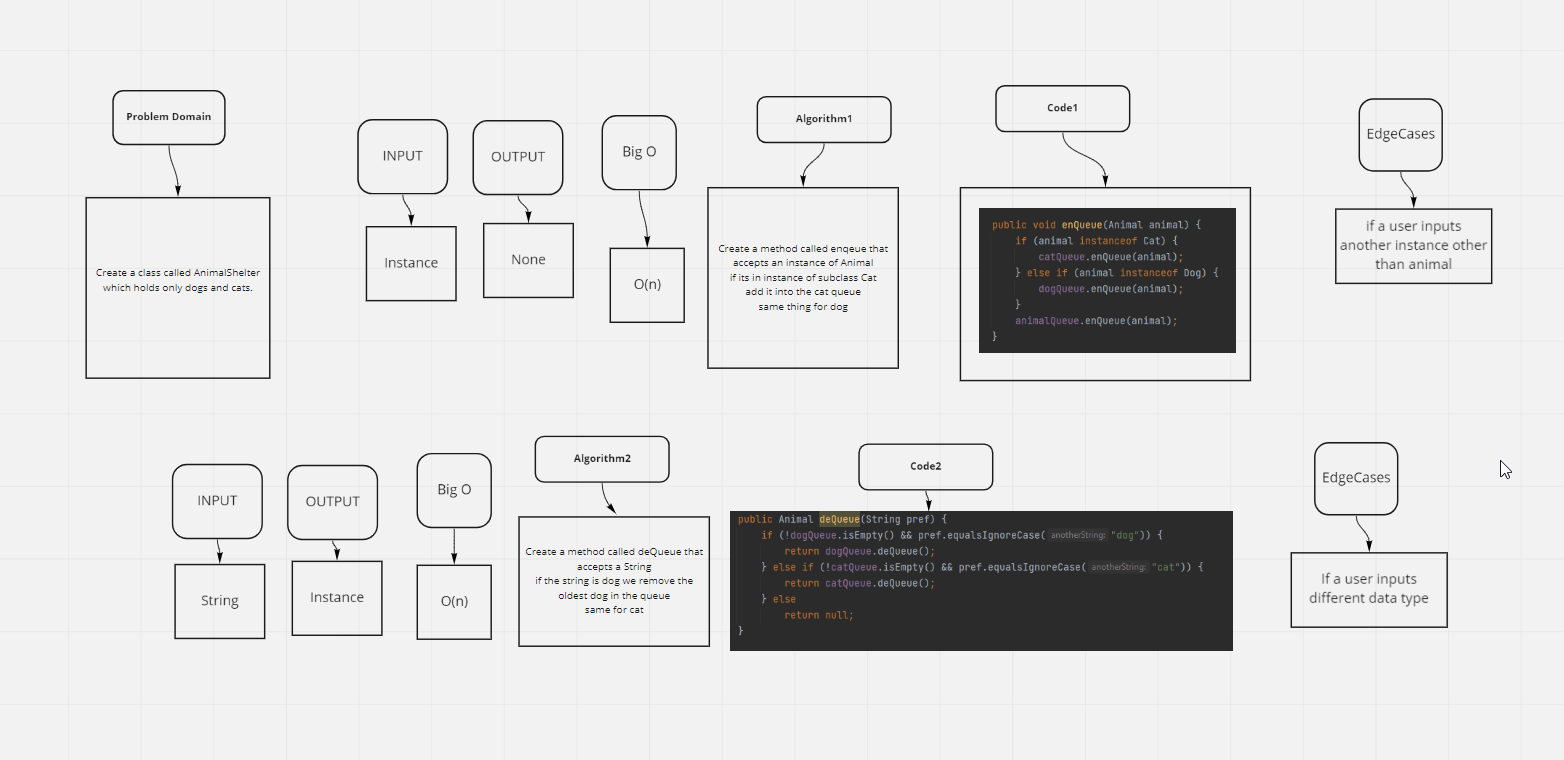 Problem Domain
Create a class called AnimalShelter
which holds only dogs and cats.
INPUT
Instance
OUTPUT
None
Big O
O(n)
Algorithm1
Create a method called enqeue that
accepts an instance of Animal
if its in instance of subclass Cat
add it into the cat queue
same thing for dog
Code1
public void enQueue(Animal animal) {
if (animal instanceof Cat) {
catQueue.enQueue(animal);
} else if (animal instanceof Dog) {
dogQueue.enQueue(animal);
}
animalQueue.enQueue(animal);
}
EdgeCases
if a user inputs
another instance other
than animal
INPUT
String
OUTPUT
Instance
Big O
O(n)
Algorithm2
Create a method called deQueue that
accepts a String
if the string is dog we remove the
oldest dog in the queue
same for cat
Code2
public Animal deQueue(String pref) {
if (!dogQueue.isEmpty() && pref.equalsIgnoreCase( anotherString: "dog")) {
return dogQueue.deQueue();
} else if (!catQueue.isEmpty() && pref.equalsIgnoreCase( anotherString: "cat")) {
return catQueue.deQueue();
} else
return null;
}
EdgeCases
If a user inputs
different data type